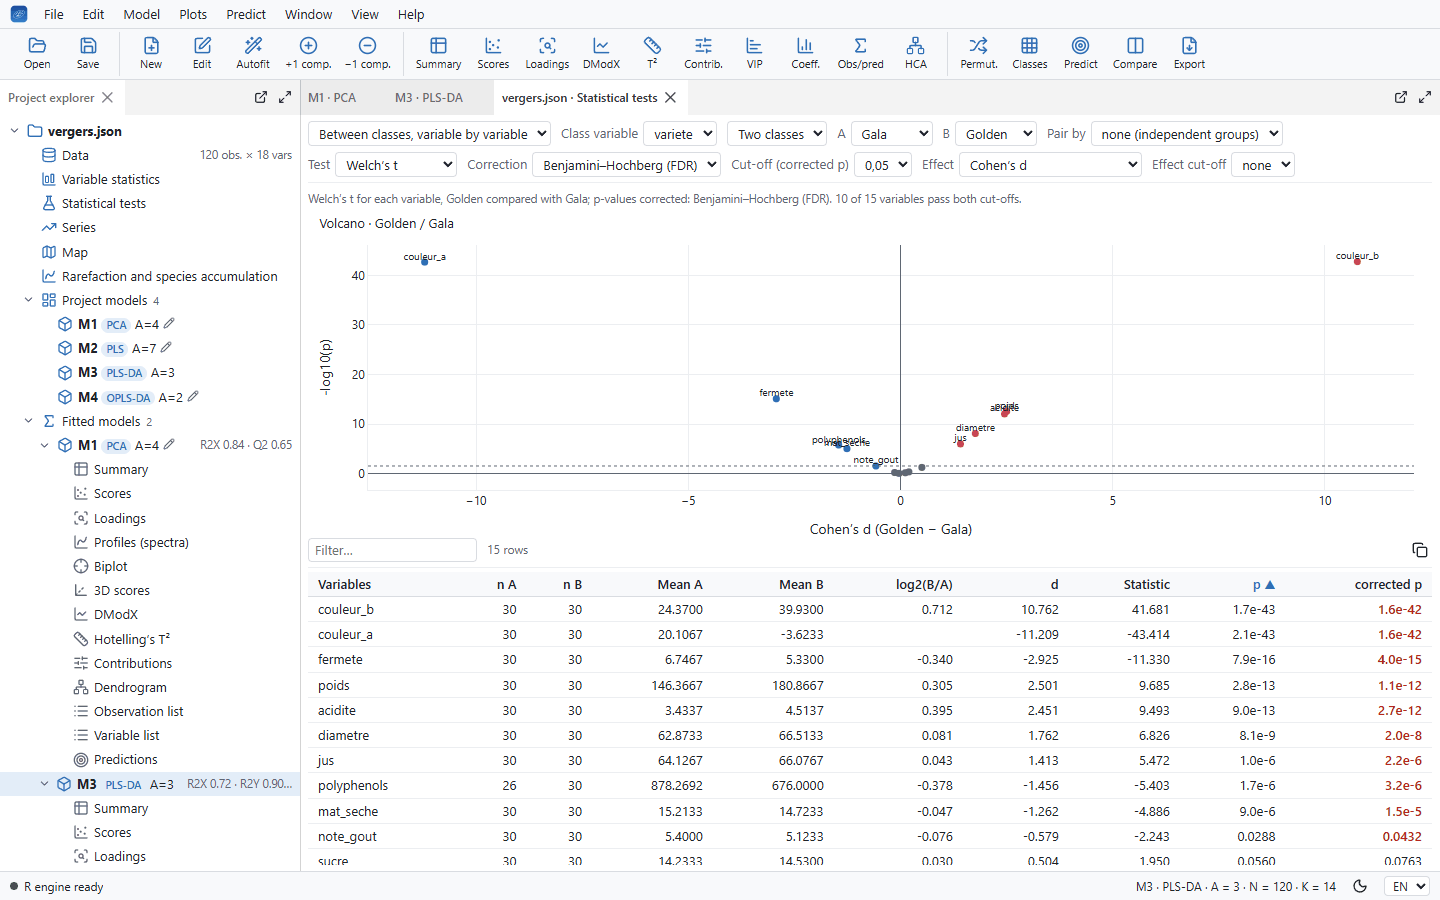 File Edit Model Plots Predict Window View Help
Open Save New Edit Autofit +1 comp. −1 comp. Summary Scores Loadings DModX T² Contrib. VIP Coeff. Obs/pred HCA Permut. Classes Predict Compare Export
Project explorer
M1 · PCA M3 · PLS-DA vergers.json · Statistical tests
vergers.json
Data 120 obs. × 18 vars
Variable statistics
Statistical tests
Series
Map
Rarefaction and species accumulation
Project models 4
M1 PCA A=4
M2 PLS A=7
M3 PLS-DA A=3
M4 OPLS-DA A=2
Fitted models 2
M1 PCA A=4 R2X 0.84 · Q2 0.65
Summary
Scores
Loadings
Profiles (spectra)
Biplot
3D scores
DModX
Hotelling's T²
Contributions
Dendrogram
Observation list
Variable list
Predictions
M3 PLS-DA A=3 R2X 0.72 · R2Y 0.90...
Summary
Scores
Loadings
Between classes, variable by variable Class variable variete Two classes A Gala B Golden Pair by none (independent groups)
Test Welch's t Correction Benjamini–Hochberg (FDR) Cut-off (corrected p) 0,05 Effect Cohen's d Effect cut-off none
Welch's t for each variable, Golden compared with Gala; p-values corrected: Benjamini–Hochberg (FDR). 10 of 15 variables pass both cut-offs.
Volcano · Golden / Gala
couleur_a couleur_b
40
30
20
10
0
-log10(p)
fermete
poids
acidite
diametre
jus
polyphenols
mat_seche
note_gout
−10 −5 0 5 10
Cohen's d (Golden − Gala)
Filter... 15 rows
Variables n A n B Mean A Mean B log2(B/A) d Statistic p ▲ corrected p
couleur_b 30 30 24.3700 39.9300 0.712 10.762 41.681 1.7e-43 1.6e-42
couleur_a 30 30 20.1067 -3.6233 -11.209 -43.414 2.1e-43 1.6e-42
fermete 30 30 6.7467 5.3300 -0.340 -2.925 -11.330 7.9e-16 4.0e-15
poids 30 30 146.3667 180.8667 0.305 2.501 9.685 2.8e-13 1.1e-12
acidite 30 30 3.4337 4.5137 0.395 2.451 9.493 9.0e-13 2.7e-12
diametre 30 30 62.8733 66.5133 0.081 1.762 6.826 8.1e-9 2.0e-8
jus 30 30 64.1267 66.0767 0.043 1.413 5.472 1.0e-6 2.2e-6
polyphenols 26 30 878.2692 676.0000 -0.378 -1.456 -5.403 1.7e-6 3.2e-6
mat_seche 30 30 15.2133 14.7233 -0.047 -1.262 -4.886 9.0e-6 1.5e-5
note_gout 30 30 5.4000 5.1233 -0.076 -0.579 -2.243 0.0288 0.0432
sucre 30 30 14.2333 14.5300 0.030 0.504 1.950 0.0560 0.0763
R engine ready M3 · PLS-DA · A = 3 · N = 120 · K = 14 EN